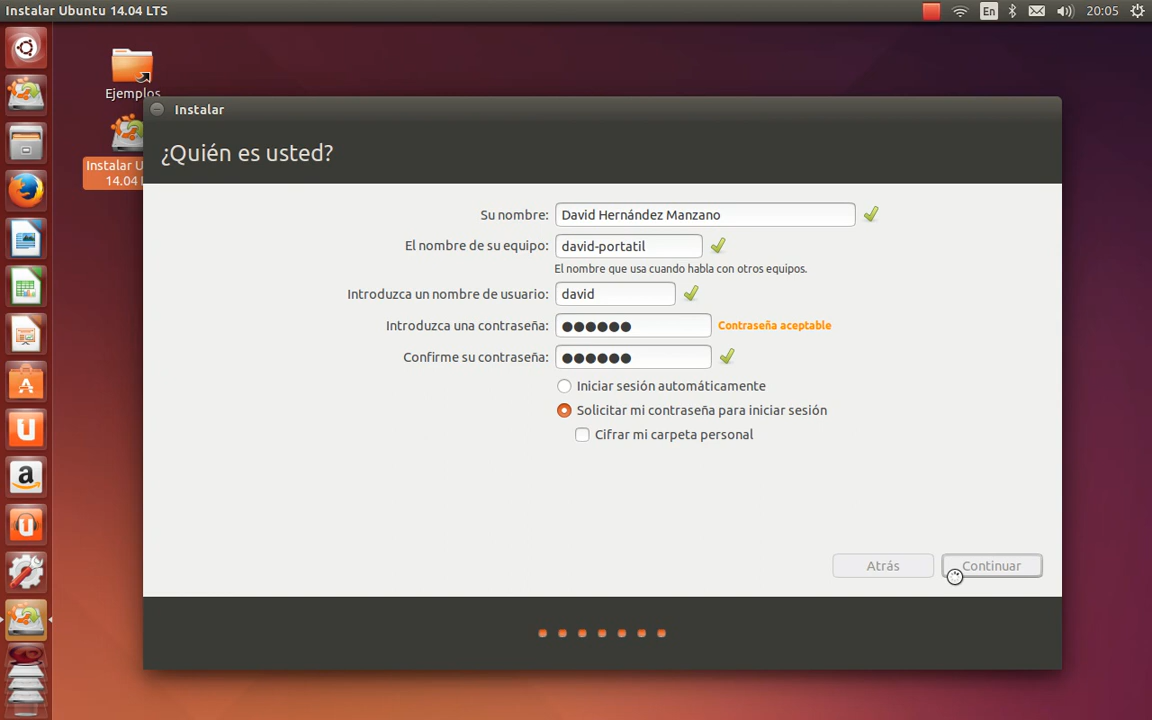 Instalar Ubuntu 14.04 LTS
En
20:05
Ejemplos
Instalar U
14.04 L
Instalar
¿Quién es usted?
Su nombre: David Hernández Manzano
El nombre de su equipo: david-portatil
El nombre que usa cuando habla con otros equipos.
Introduzca un nombre de usuario: david
Introduzca una contraseña: ●●●●●● Contraseña aceptable
Confirme su contraseña: ●●●●●●
Iniciar sesión automáticamente
Solicitar mi contraseña para iniciar sesión
Cifrar mi carpeta personal
Atrás
Continuar